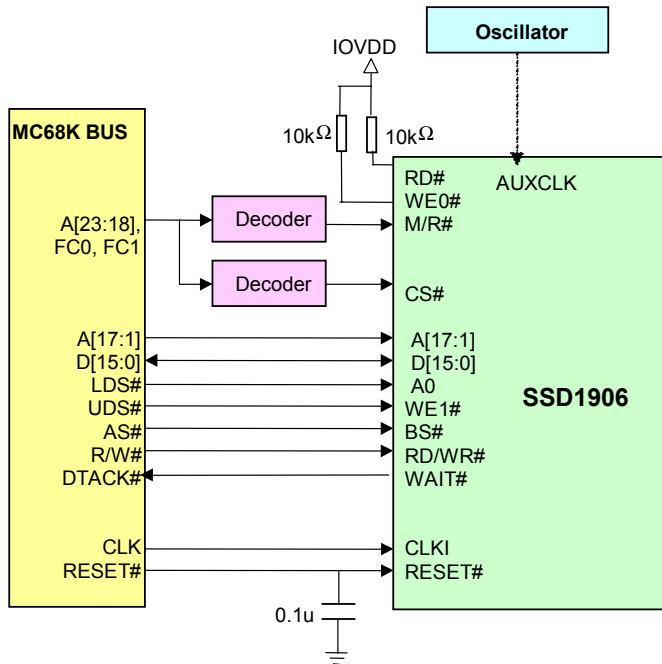 Oscillator
IOVDD
MC68K BUS
10kΩ
10kΩ
RD#
AUXCLK
WE0#
A[23:18],
FC0, FC1
Decoder
M/R#
Decoder
CS#
A[17:1]
A[17:1]
D[15:0]
D[15:0]
LDS#
A0
SSD1906
UDS#
WE1#
AS#
BS#
R/W#
RD/WR#
DTACK#
WAIT#
CLK
CLKI
RESET#
RESET#
0.1u